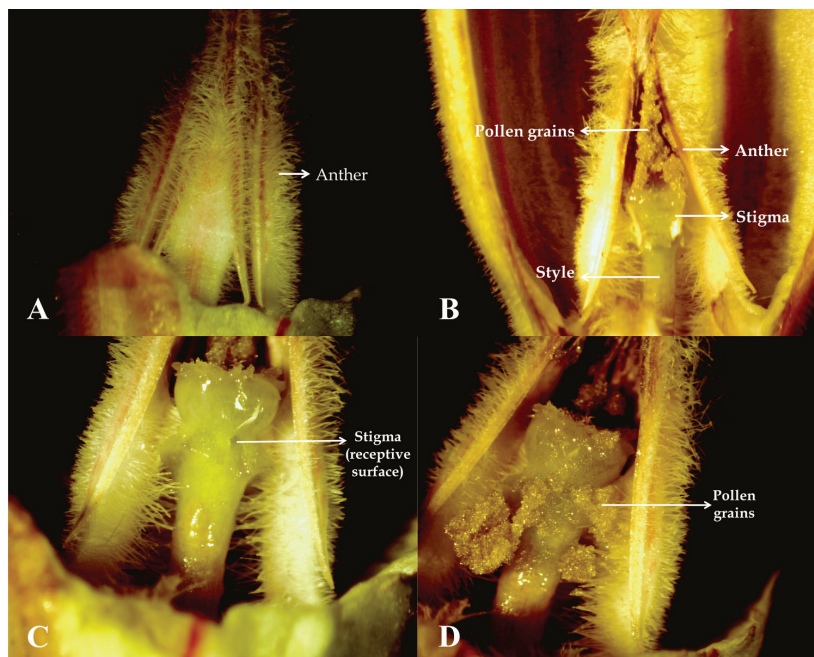 Anther
A
Pollen grains
Anther
Stigma
Style
B
Stigma
(receptive
surface)
C
Pollen
grains
D